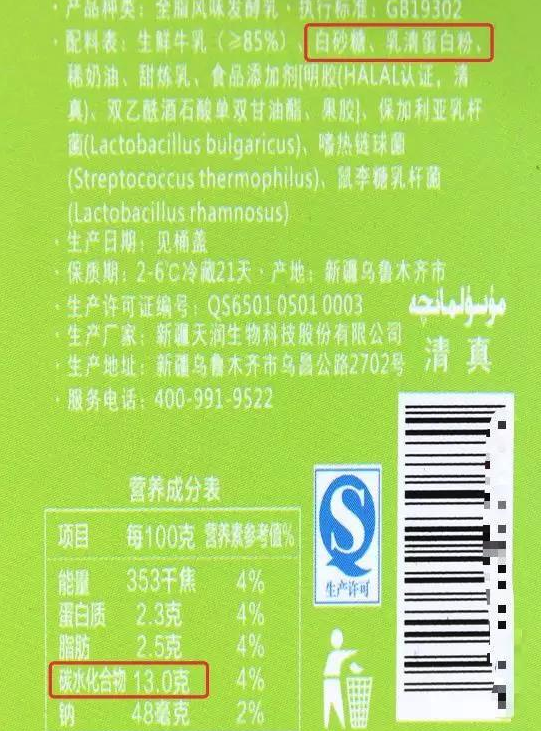 · 产品种类：全脂风味发酵乳 · 执行标准：GB19302
· 配料表：生鲜牛乳（≥85%）、白砂糖、乳清蛋白粉、
稀奶油、甜炼乳、食品添加剂[明胶(HALAL认证，清
真)、双乙酰酒石酸单双甘油酯、果胶]、保加利亚乳杆
菌(Lactobacillus bulgaricus)、嗜热链球菌
(Streptococcus thermophilus)、鼠李糖乳杆菌
(Lactobacillus rhamnosus)
· 生产日期：见桶盖
· 保质期：2-6℃冷藏21天 · 产地：新疆乌鲁木齐市
· 生产许可证编号：QS6501 0501 0003
مۇسۇلمانچە
· 生产厂家：新疆天润生物科技股份有限公司
· 生产地址：新疆乌鲁木齐市乌昌公路2702号
清真
· 服务电话：400-991-9522
营养成分表
项目 每100克 营养素参考值%
能量 353千焦 4%
蛋白质 2.3克 4%
脂肪 2.5克 4%
碳水化合物 13.0克 4%
钠 48毫克 2%
生产许可